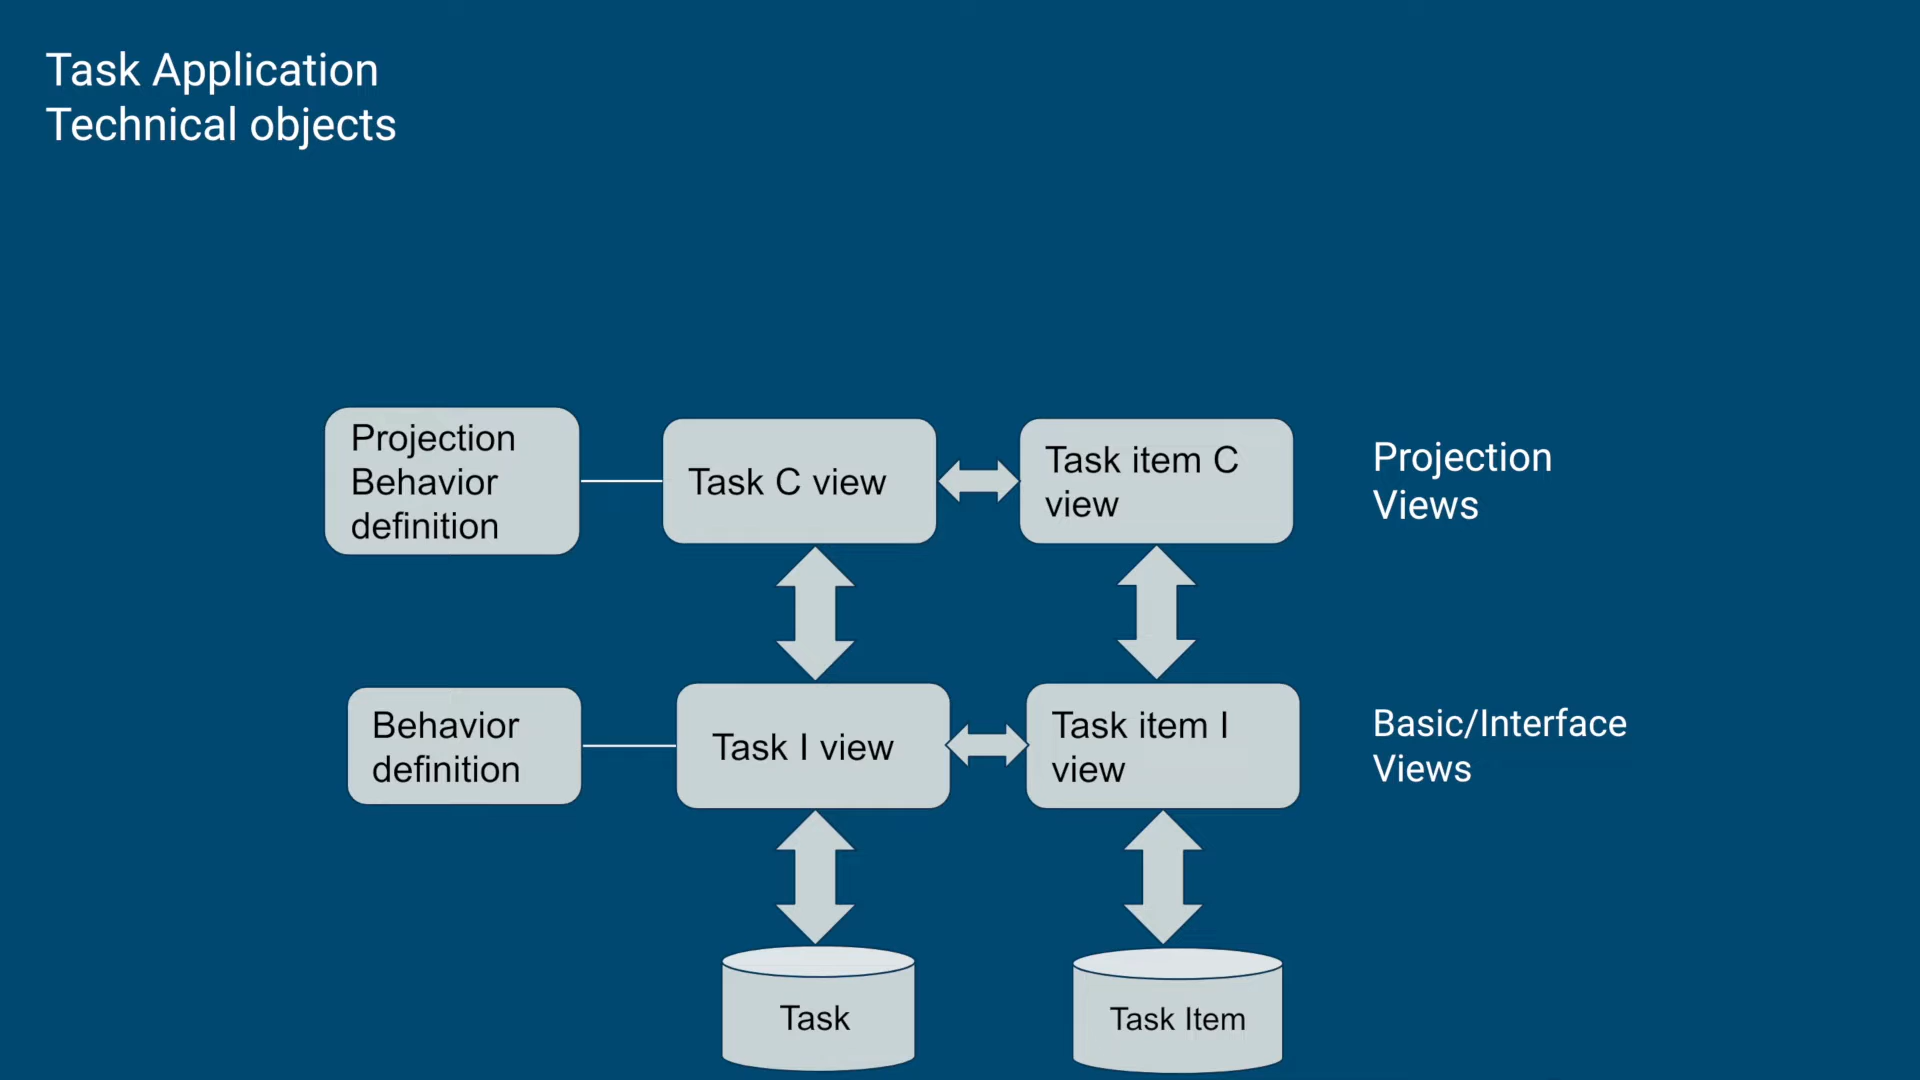 Task Application
Technical objects
Projection
Behavior
definition
Task C view
Task item C
view
Projection
Views
Behavior
definition
Task I view
Task item I
view
Basic/Interface
Views
Task
Task Item